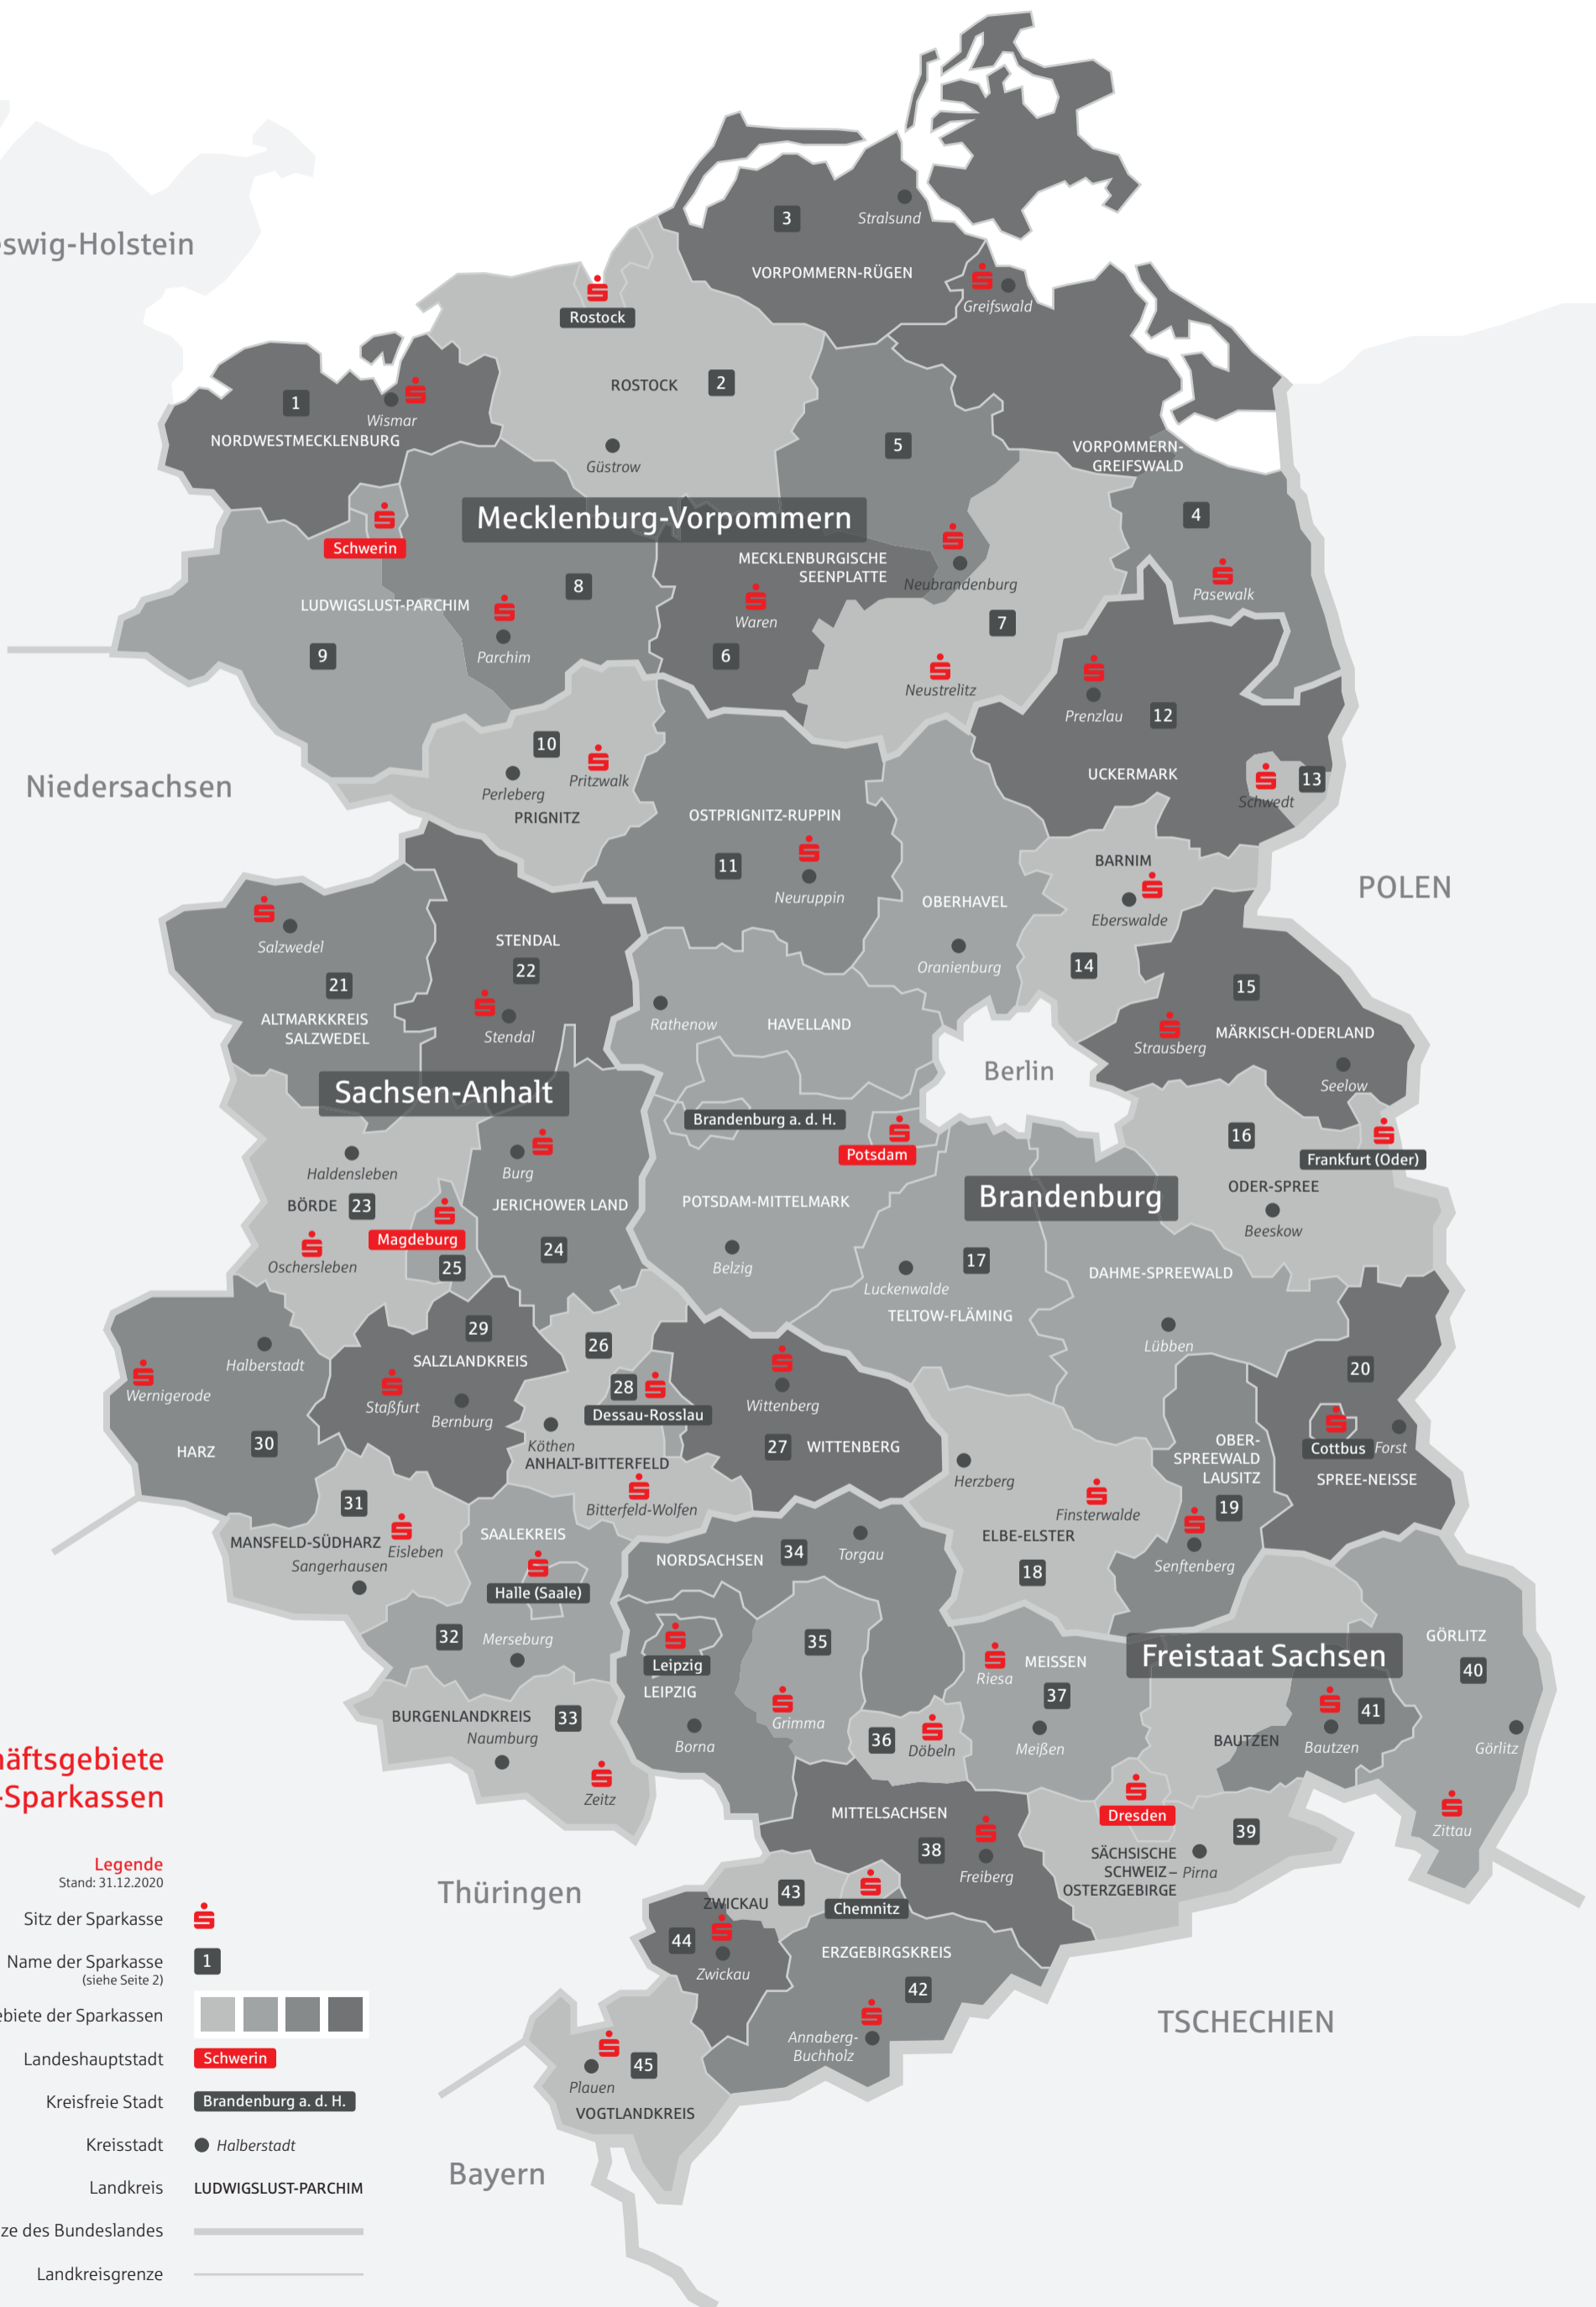 eswig-Holstein
3
Stralsund
VORPOMMERN-RÜGEN
Greifswald
Rostock
ROSTOCK
2
1
Wismar
NORDWESTMECKLENBURG
Güstrow
5
VORPOMMERN-
GREIFSWALD
Mecklenburg-Vorpommern
4
Schwerin
MECKLENBURGISCHE
SEENPLATTE
Neubrandenburg
Pasewalk
8
LUDWIGSLUST-PARCHIM
Waren
7
Parchim
9
6
Neustrelitz
Prenzlau
12
10
Pritzwalk
Perleberg
PRIGNITZ
Niedersachsen
UCKERMARK
13
Schwedt
OSTPRIGNITZ-RUPPIN
11
Neuruppin
BARNIM
Eberswalde
POLEN
OBERHAVEL
Oranienburg
14
Salzwedel
21
ALTMARKKREIS
SALZWEDEL
STENDAL
22
Stendal
15
MÄRKISCH-ODERLAND
Strausberg
Seelow
Rathenow
HAVELLAND
Berlin
Sachsen-Anhalt
Brandenburg a. d. H.
Potsdam
16
Frankfurt (Oder)
Haldensleben
Burg
BÖRDE
23
Magdeburg
JERICHOWER LAND
POTSDAM-MITTELMARK
Brandenburg
ODER-SPREE
Beeskow
Oschersleben
25
24
Belzig
17
Luckenwalde
DAHME-SPREEWALD
TELTOW-FLÄMING
Lübben
29
SALZLANDKREIS
26
Halberstadt
Wernigerode
Staßfurt
Bernburg
28
Dessau-Rosslau
Wittenberg
20
HARZ
30
Köthen
ANHALT-BITTERFELD
27
WITTENBERG
OBER-
SPREEWALD
LAUSITZ
Cottbus
Forst
SPREE-NEISSE
Herzberg
Bitterfeld-Wolfen
31
MANSFELD-SÜDHARZ
Eisleben
Sangerhausen
SAALEKREIS
Finsterwalde
19
ELBE-ELSTER
Senftenberg
NORDSACHSEN
34
Torgau
18
Halle (Saale)
32
Merseburg
35
Leipzig
LEIPZIG
Riesa
MEISSEN
37
Freistaat Sachsen
GÖRLITZ
40
BURGENLANDKREIS
33
Naumburg
Grimma
Borna
36
Döbeln
Meißen
BAUTZEN
41
Bautzen
Görlitz
Zeitz
äftsgebiete
-Sparkassen
MITTELSACHSEN
Dresden
39
Zittau
38
Freiberg
SÄCHSISCHE
SCHWEIZ–
OSTERZGEBIRGE
Pirna
Legende
Stand: 31.12.2020
Thüringen
ZWICKAU
43
Chemnitz
Sitz der Sparkasse
44
Zwickau
ERZGEBIRGSKREIS
42
Name der Sparkasse
1
(siehe Seite 2)
ebiete der Sparkassen
TSCHECHIEN
Annaberg-
Buchholz
Landeshauptstadt
Schwerin
45
Plauen
Kreisfreie Stadt
Brandenburg a. d. H.
VOGTLANDKREIS
Kreisstadt
Halberstadt
Bayern
Landkreis
LUDWIGSLUST-PARCHIM
ze des Bundeslandes
Landkreisgrenze